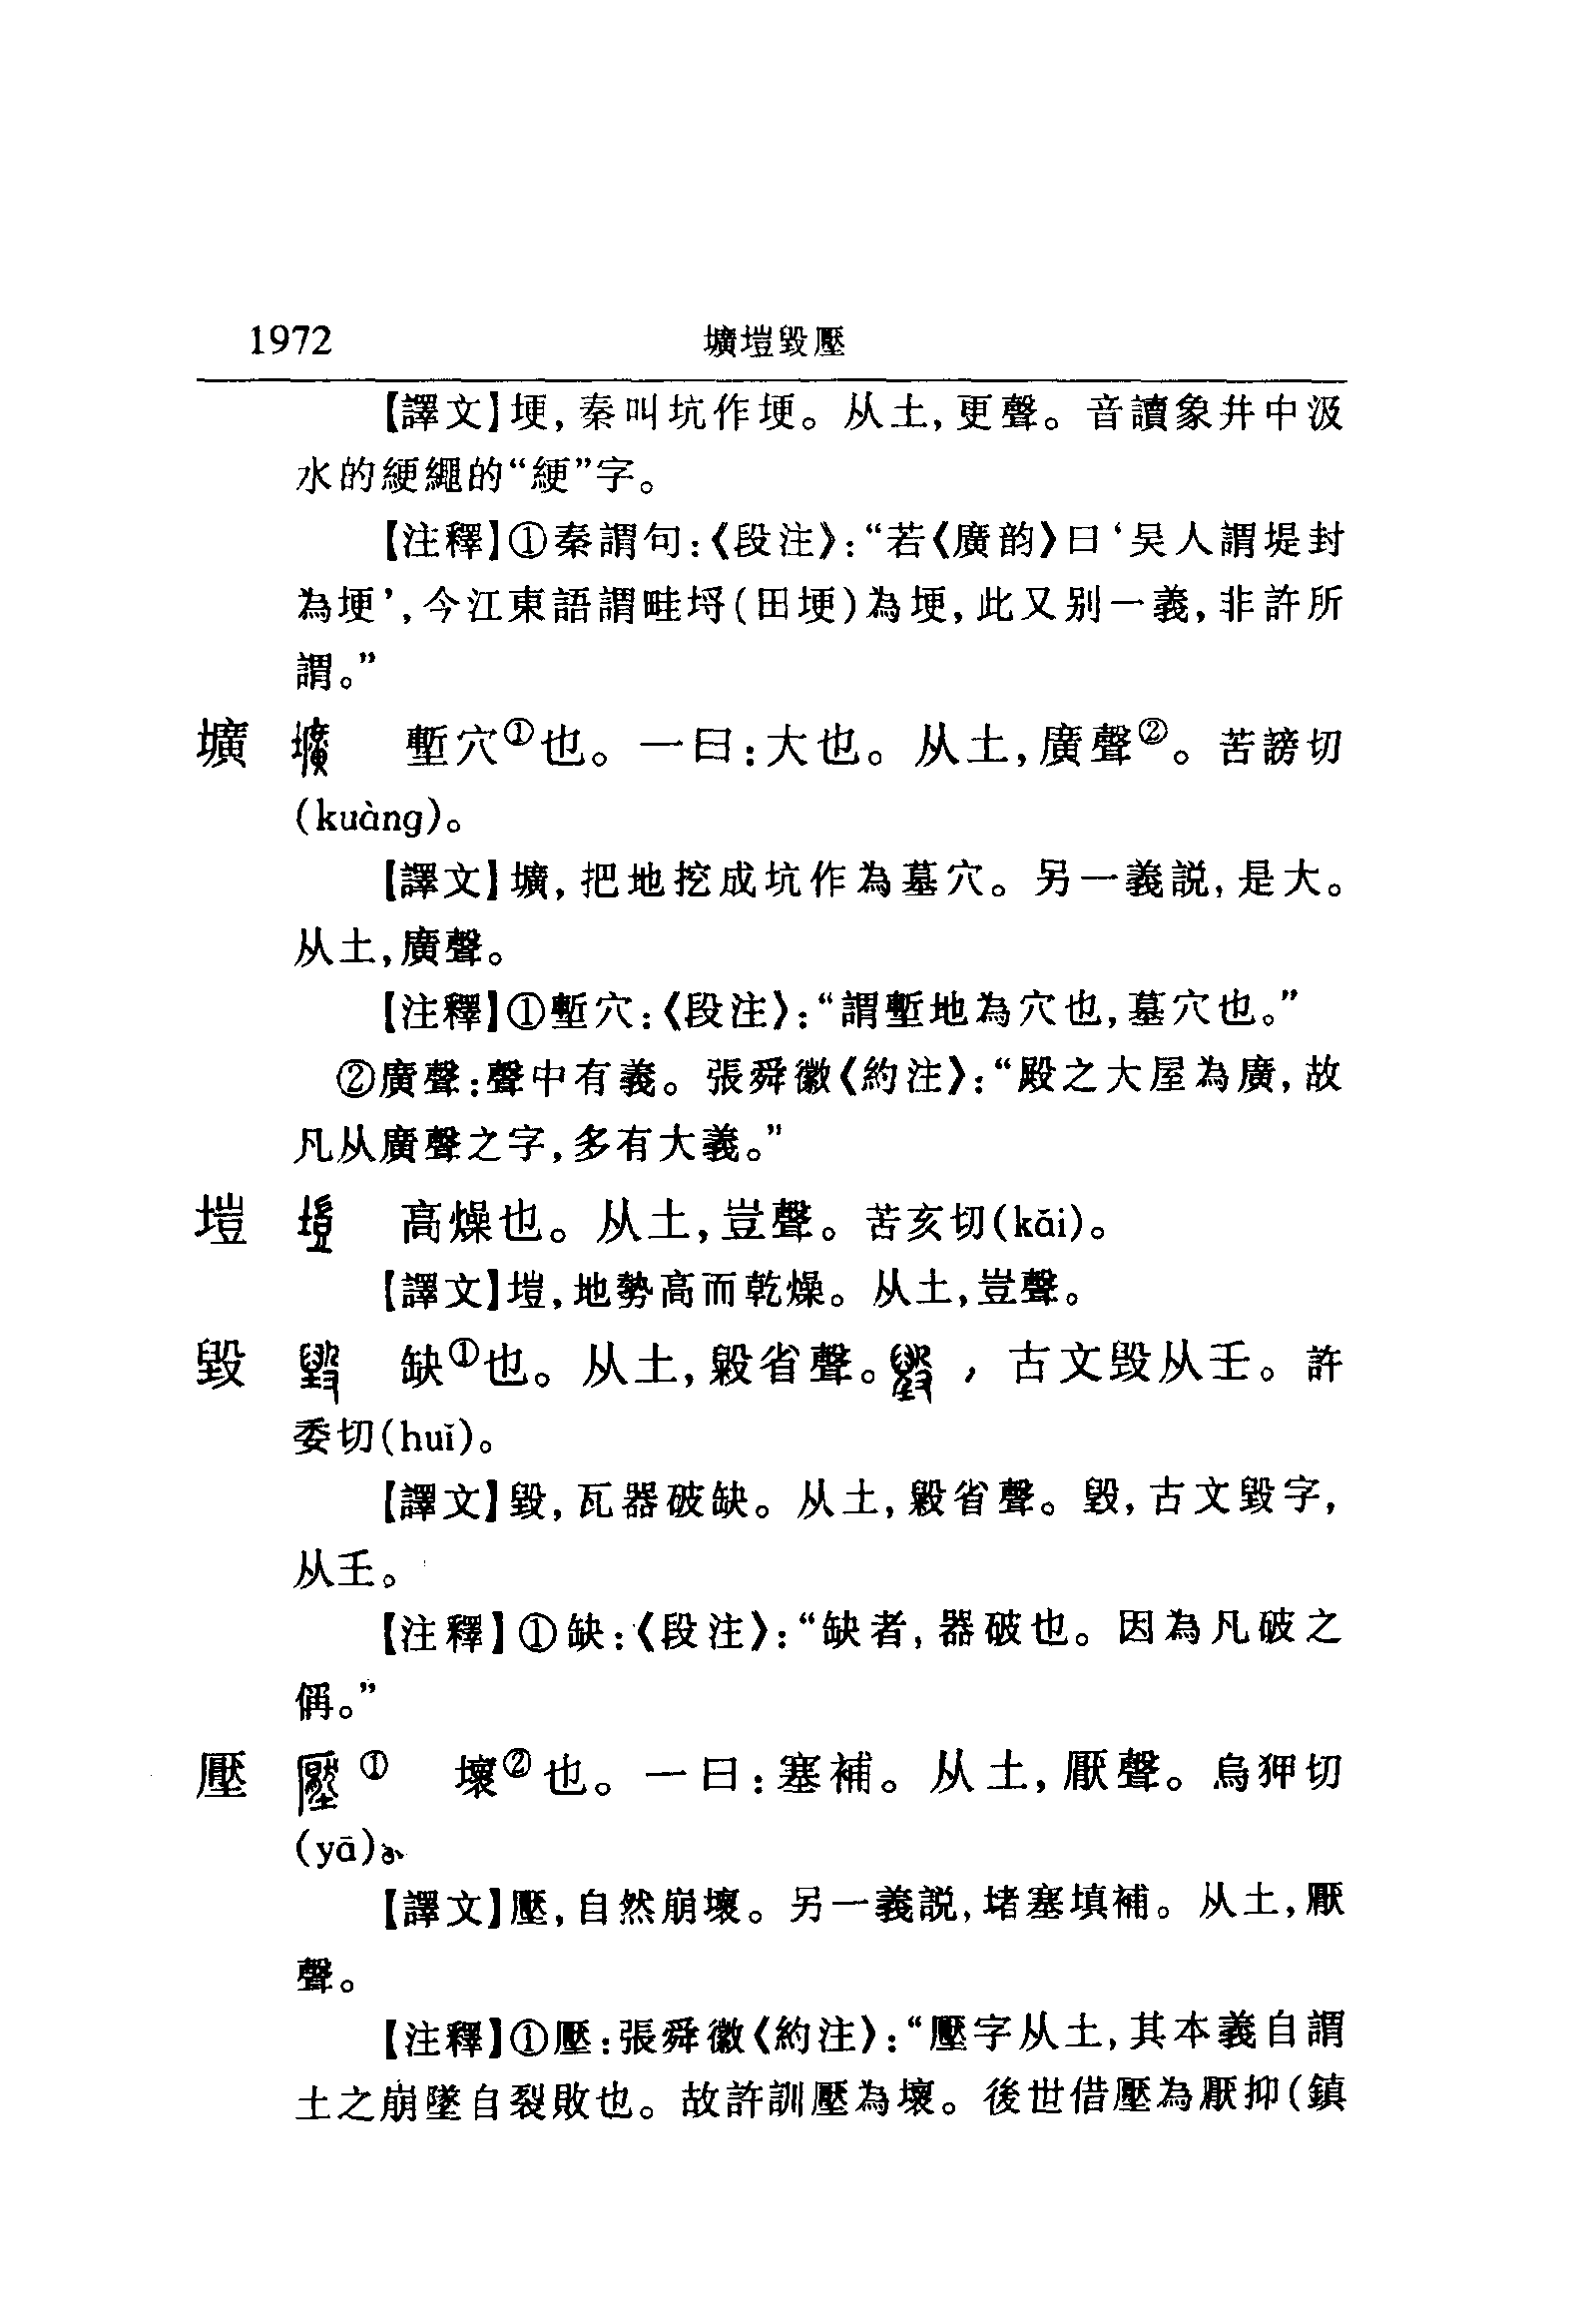 1972 壙塏毀壓
【譯文】埂，秦叫坑作埂。从土，更聲。音讀象井中汲
水的綆繩的“綆”字。
【注釋】①秦謂句：《段注》：“若《廣韵》曰‘吴人謂堤封
為埂’，今江東語謂畦埒(田埂)為埂，此又别一義，非許所
謂。”
壙 塹穴①也。一曰：大也。从土，廣聲②。苦謗切
(kuàng)。
【譯文】壙，把地挖成坑作為墓穴。另一義説，是大。
从土，廣聲。
【注釋】①塹穴：《段注》：“謂塹地為穴也，墓穴也。”
②廣聲：聲中有義。張舜徽《約注》：“殿之大屋為廣，故
凡从廣聲之字，多有大義。”
塏 高燥也。从土，豈聲。苦亥切(kǎi)。
【譯文】塏，地勢高而乾燥。从土，豈聲。
毀 缺①也。从土，毇省聲。，古文毀从壬。許
委切(huǐ)。
【譯文】毀，瓦器破缺。从土，毇省聲。毁，古文毀字，
从壬。
【注釋】①缺：《段注》：“缺者，器破也。因為凡破之
偁。”
壓 ① 壞②也。一曰：塞補。从土，厭聲。烏狎切
(yā)。
【譯文】壓，自然崩壞。另一義説，堵塞填補。从土，厭
聲。
【注釋】①壓：張舜徽《約注》：“壓字从土，其本義自謂
土之崩墜自裂敗也。故許訓壓為壞。後世借壓為厭抑(鎮